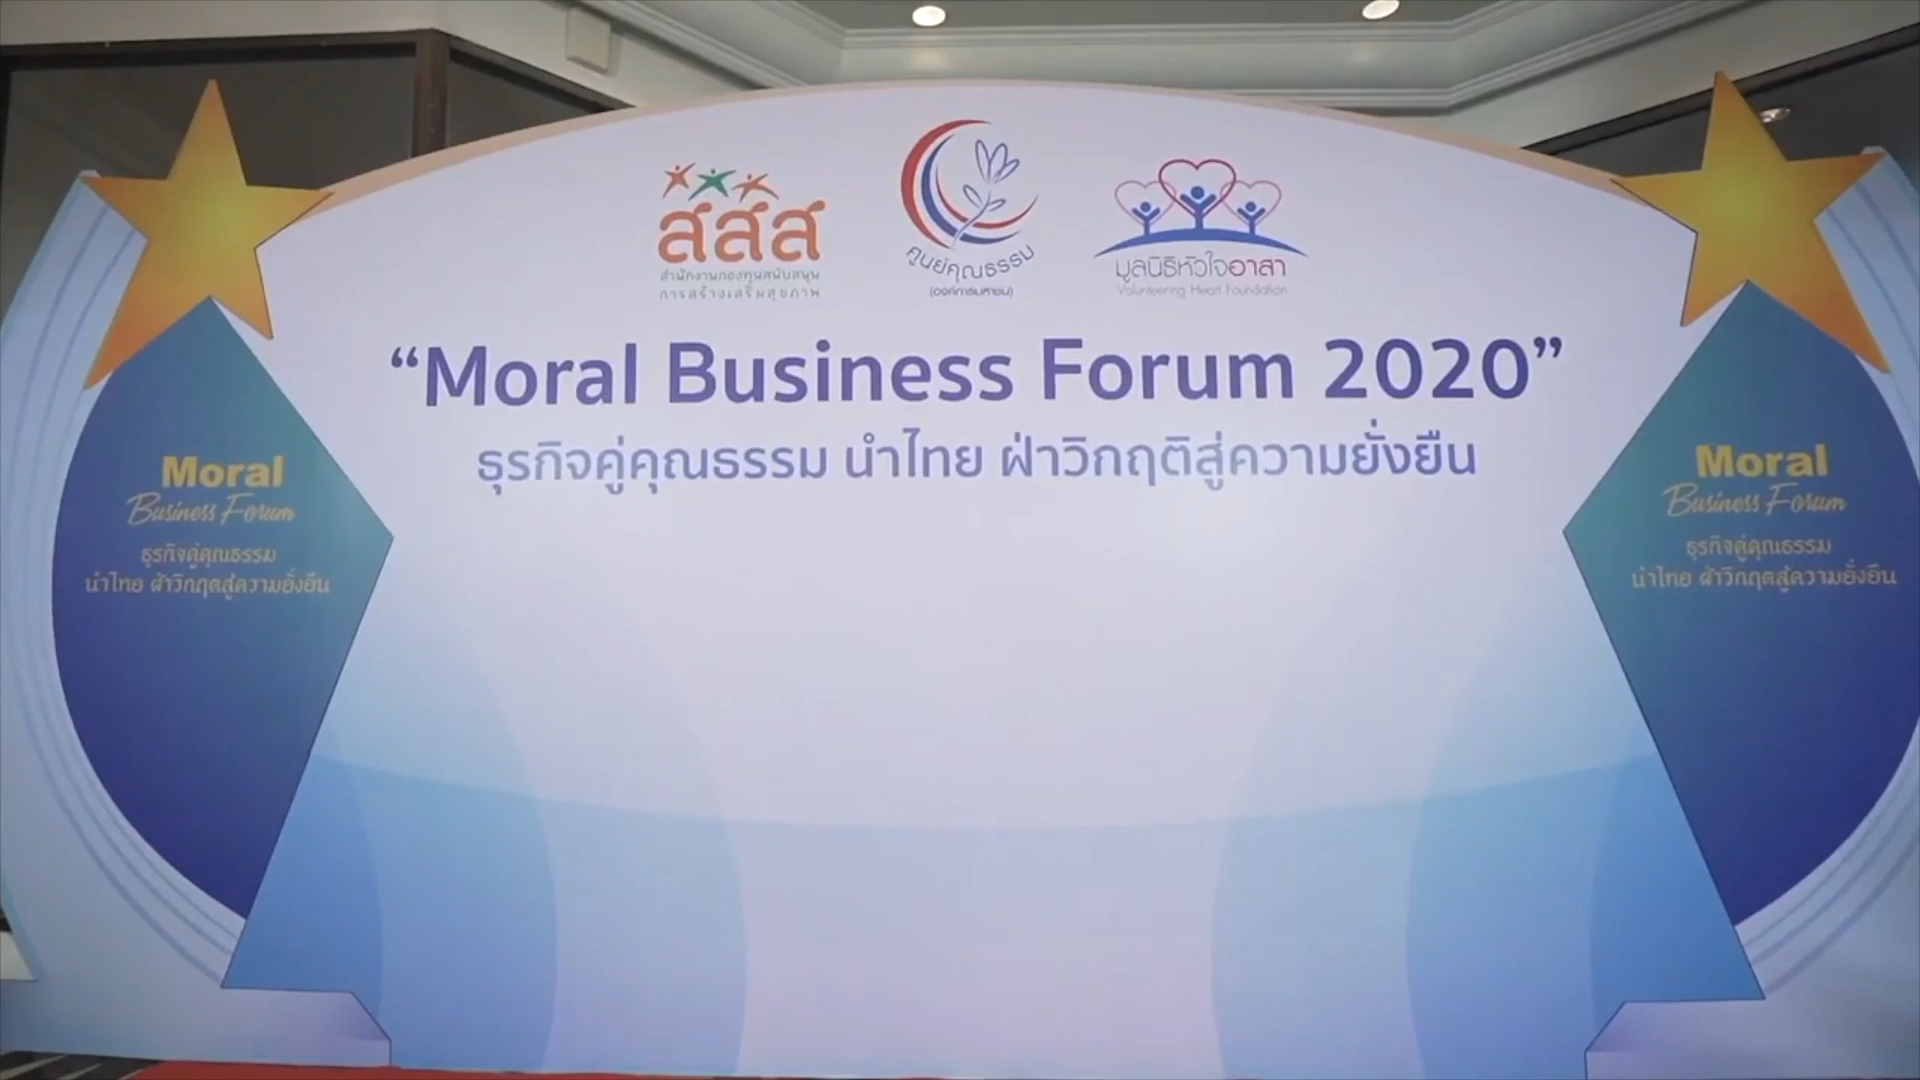 สสส
สำนักงานกองทุนสนับสนุน
การสร้างเสริมสุขภาพ
ศูนย์คุณธรรม
(องค์การมหาชน)
มูลนิธิหัวใจอาสา
Volunteering Heart Foundation
“Moral Business Forum 2020”
ธุรกิจคู่คุณธรรม นำไทย ฝ่าวิกฤติสู่ความยั่งยืน
Moral
Business Forum
ธุรกิจคู่คุณธรรม
นำไทย ฝ่าวิกฤตสู่ความยั่งยืน
Moral
Business Forum
ธุรกิจคู่คุณธรรม
นำไทย ฝ่าวิกฤตสู่ความยั่งยืน